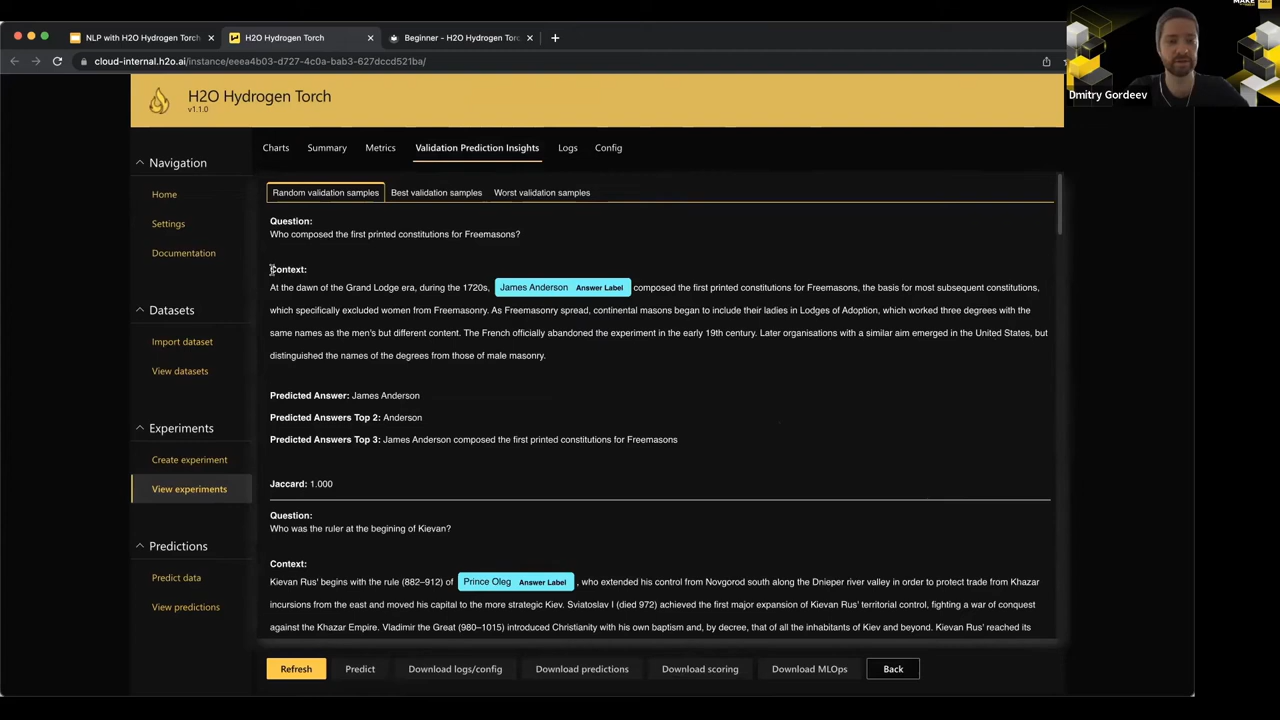 NLP with H2O Hydrogen Torch
H2O Hydrogen Torch
Beginner - H2O Hydrogen Torc
cloud-internal.h2o.ai/instance/eeea4b03-d727-4c0a-bab3-627dccd521ba/
MAKE
Dmitry Gordeev
H2O Hydrogen Torch
v1.1.0
Navigation
Home
Settings
Documentation
Datasets
Import dataset
View datasets
Experiments
Create experiment
View experiments
Predictions
Predict data
View predictions
Charts Summary Metrics Validation Prediction Insights Logs Config
Random validation samples Best validation samples Worst validation samples
Question:
Who composed the first printed constitutions for Freemasons?
Context:
At the dawn of the Grand Lodge era, during the 1720s, James Anderson Answer Label composed the first printed constitutions for Freemasons, the basis for most subsequent constitutions,
which specifically excluded women from Freemasonry. As Freemasonry spread, continental masons began to include their ladies in Lodges of Adoption, which worked three degrees with the
same names as the men's but different content. The French officially abandoned the experiment in the early 19th century. Later organisations with a similar aim emerged in the United States, but
distinguished the names of the degrees from those of male masonry.
Predicted Answer: James Anderson
Predicted Answers Top 2: Anderson
Predicted Answers Top 3: James Anderson composed the first printed constitutions for Freemasons
Jaccard: 1.000
Question:
Who was the ruler at the begining of Kievan?
Context:
Kievan Rus' begins with the rule (882–912) of Prince Oleg Answer Label , who extended his control from Novgorod south along the Dnieper river valley in order to protect trade from Khazar
incursions from the east and moved his capital to the more strategic Kiev. Sviatoslav I (died 972) achieved the first major expansion of Kievan Rus' territorial control, fighting a war of conquest
against the Khazar Empire. Vladimir the Great (980–1015) introduced Christianity with his own baptism and, by decree, that of all the inhabitants of Kiev and beyond. Kievan Rus' reached its
Refresh Predict Download logs/config Download predictions Download scoring Download MLOps Back